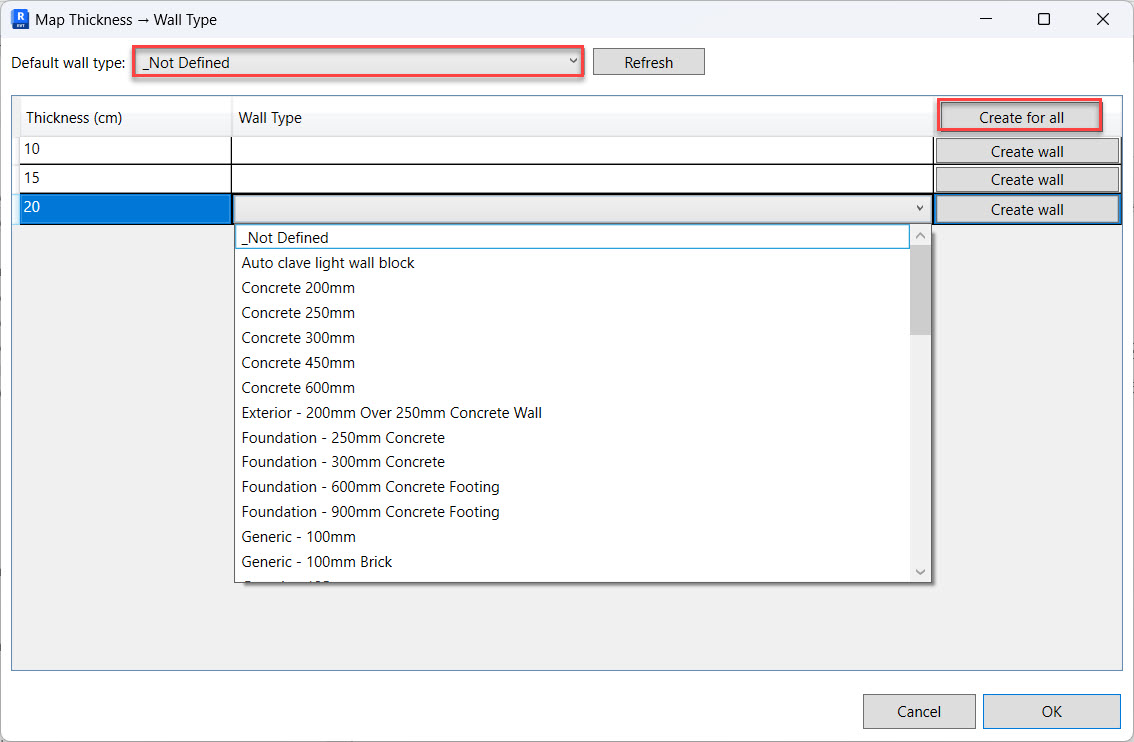 Map Thickness → Wall Type
Default wall type: _Not Defined Refresh
Thickness (cm) Wall Type Create for all
10 Create wall
15 Create wall
20 Create wall
_Not Defined
Auto clave light wall block
Concrete 200mm
Concrete 250mm
Concrete 300mm
Concrete 450mm
Concrete 600mm
Exterior - 200mm Over 250mm Concrete Wall
Foundation - 250mm Concrete
Foundation - 300mm Concrete
Foundation - 600mm Concrete Footing
Foundation - 900mm Concrete Footing
Generic - 100mm
Generic - 100mm Brick
Cancel OK